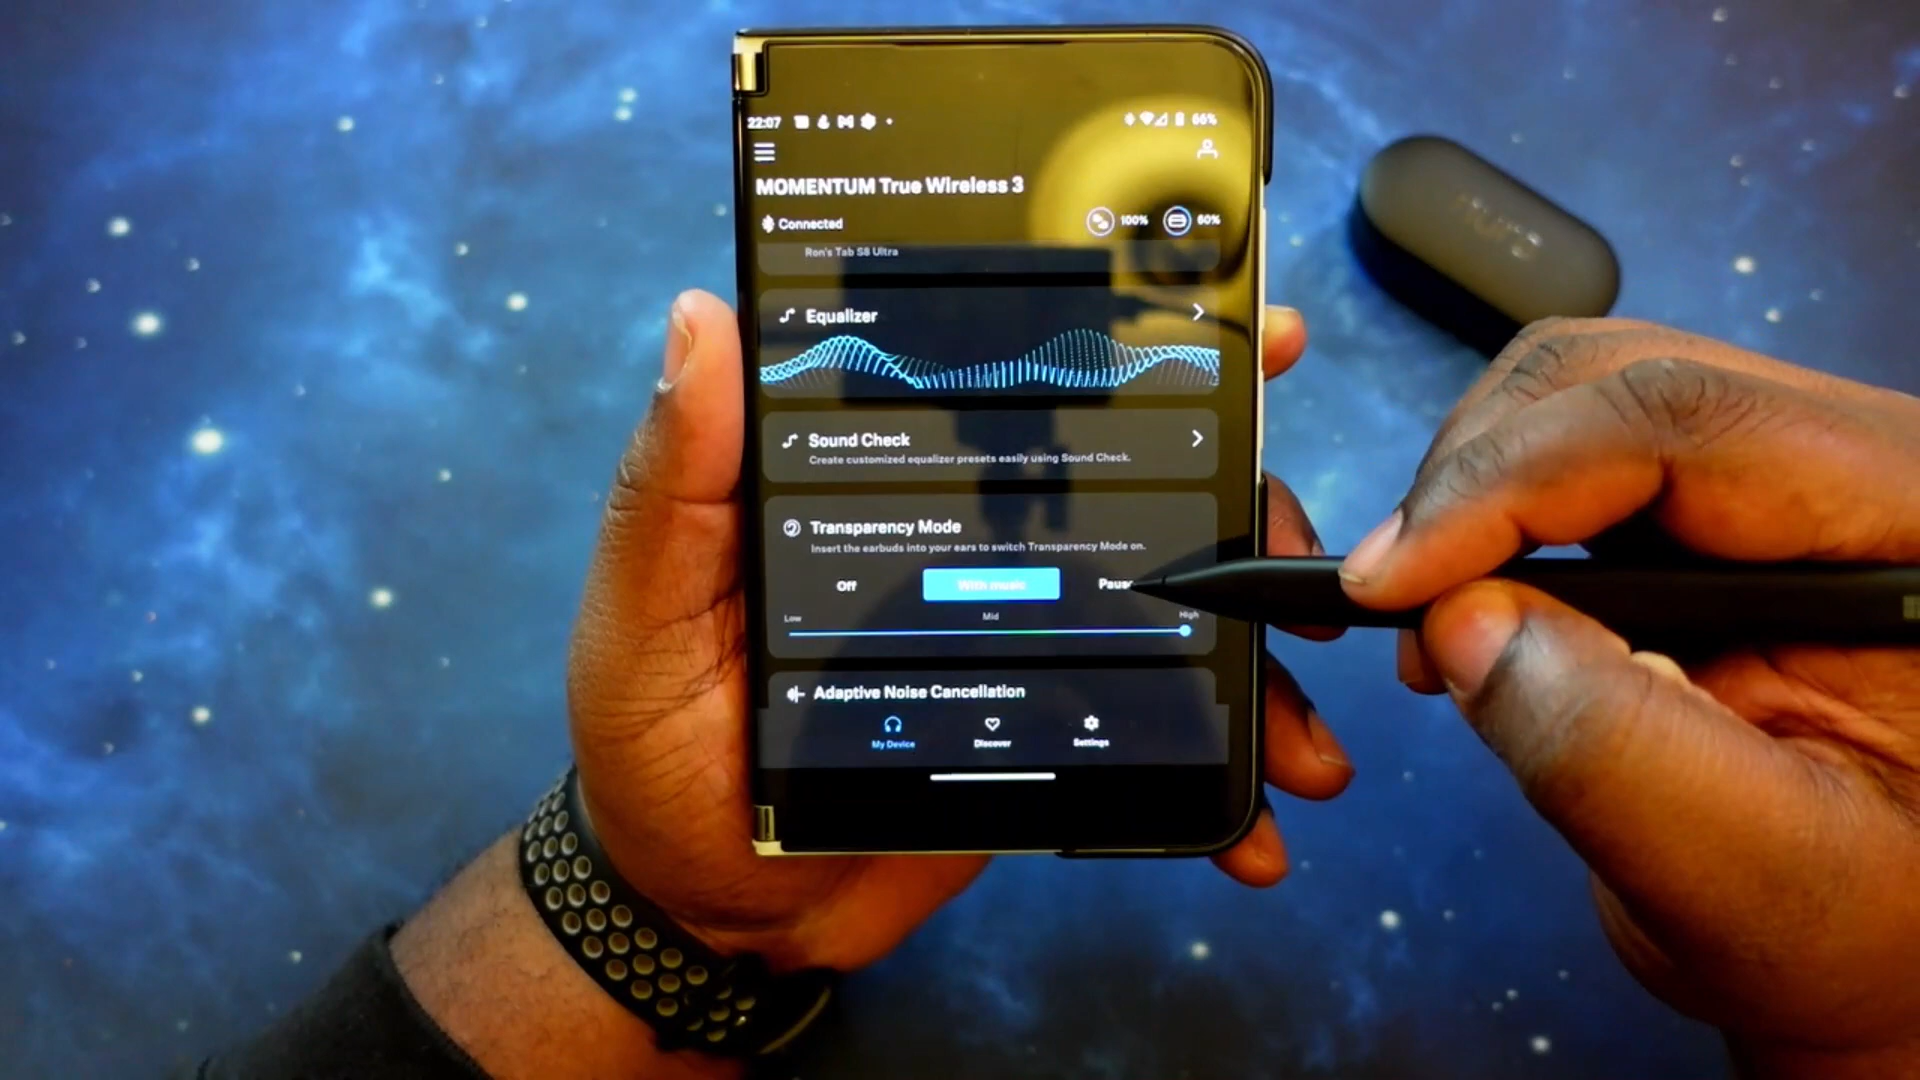 22:07
66%
MOMENTUM True Wireless 3
Connected
100%
60%
Ron's Tab S8 Ultra
Equalizer
Sound Check
Create customized equalizer presets easily using Sound Check.
Transparency Mode
Insert the earbuds into your ears to switch Transparency Mode on.
Off
With music
Pause
Low
Mid
High
Adaptive Noise Cancellation
My Device
Discover
Settings